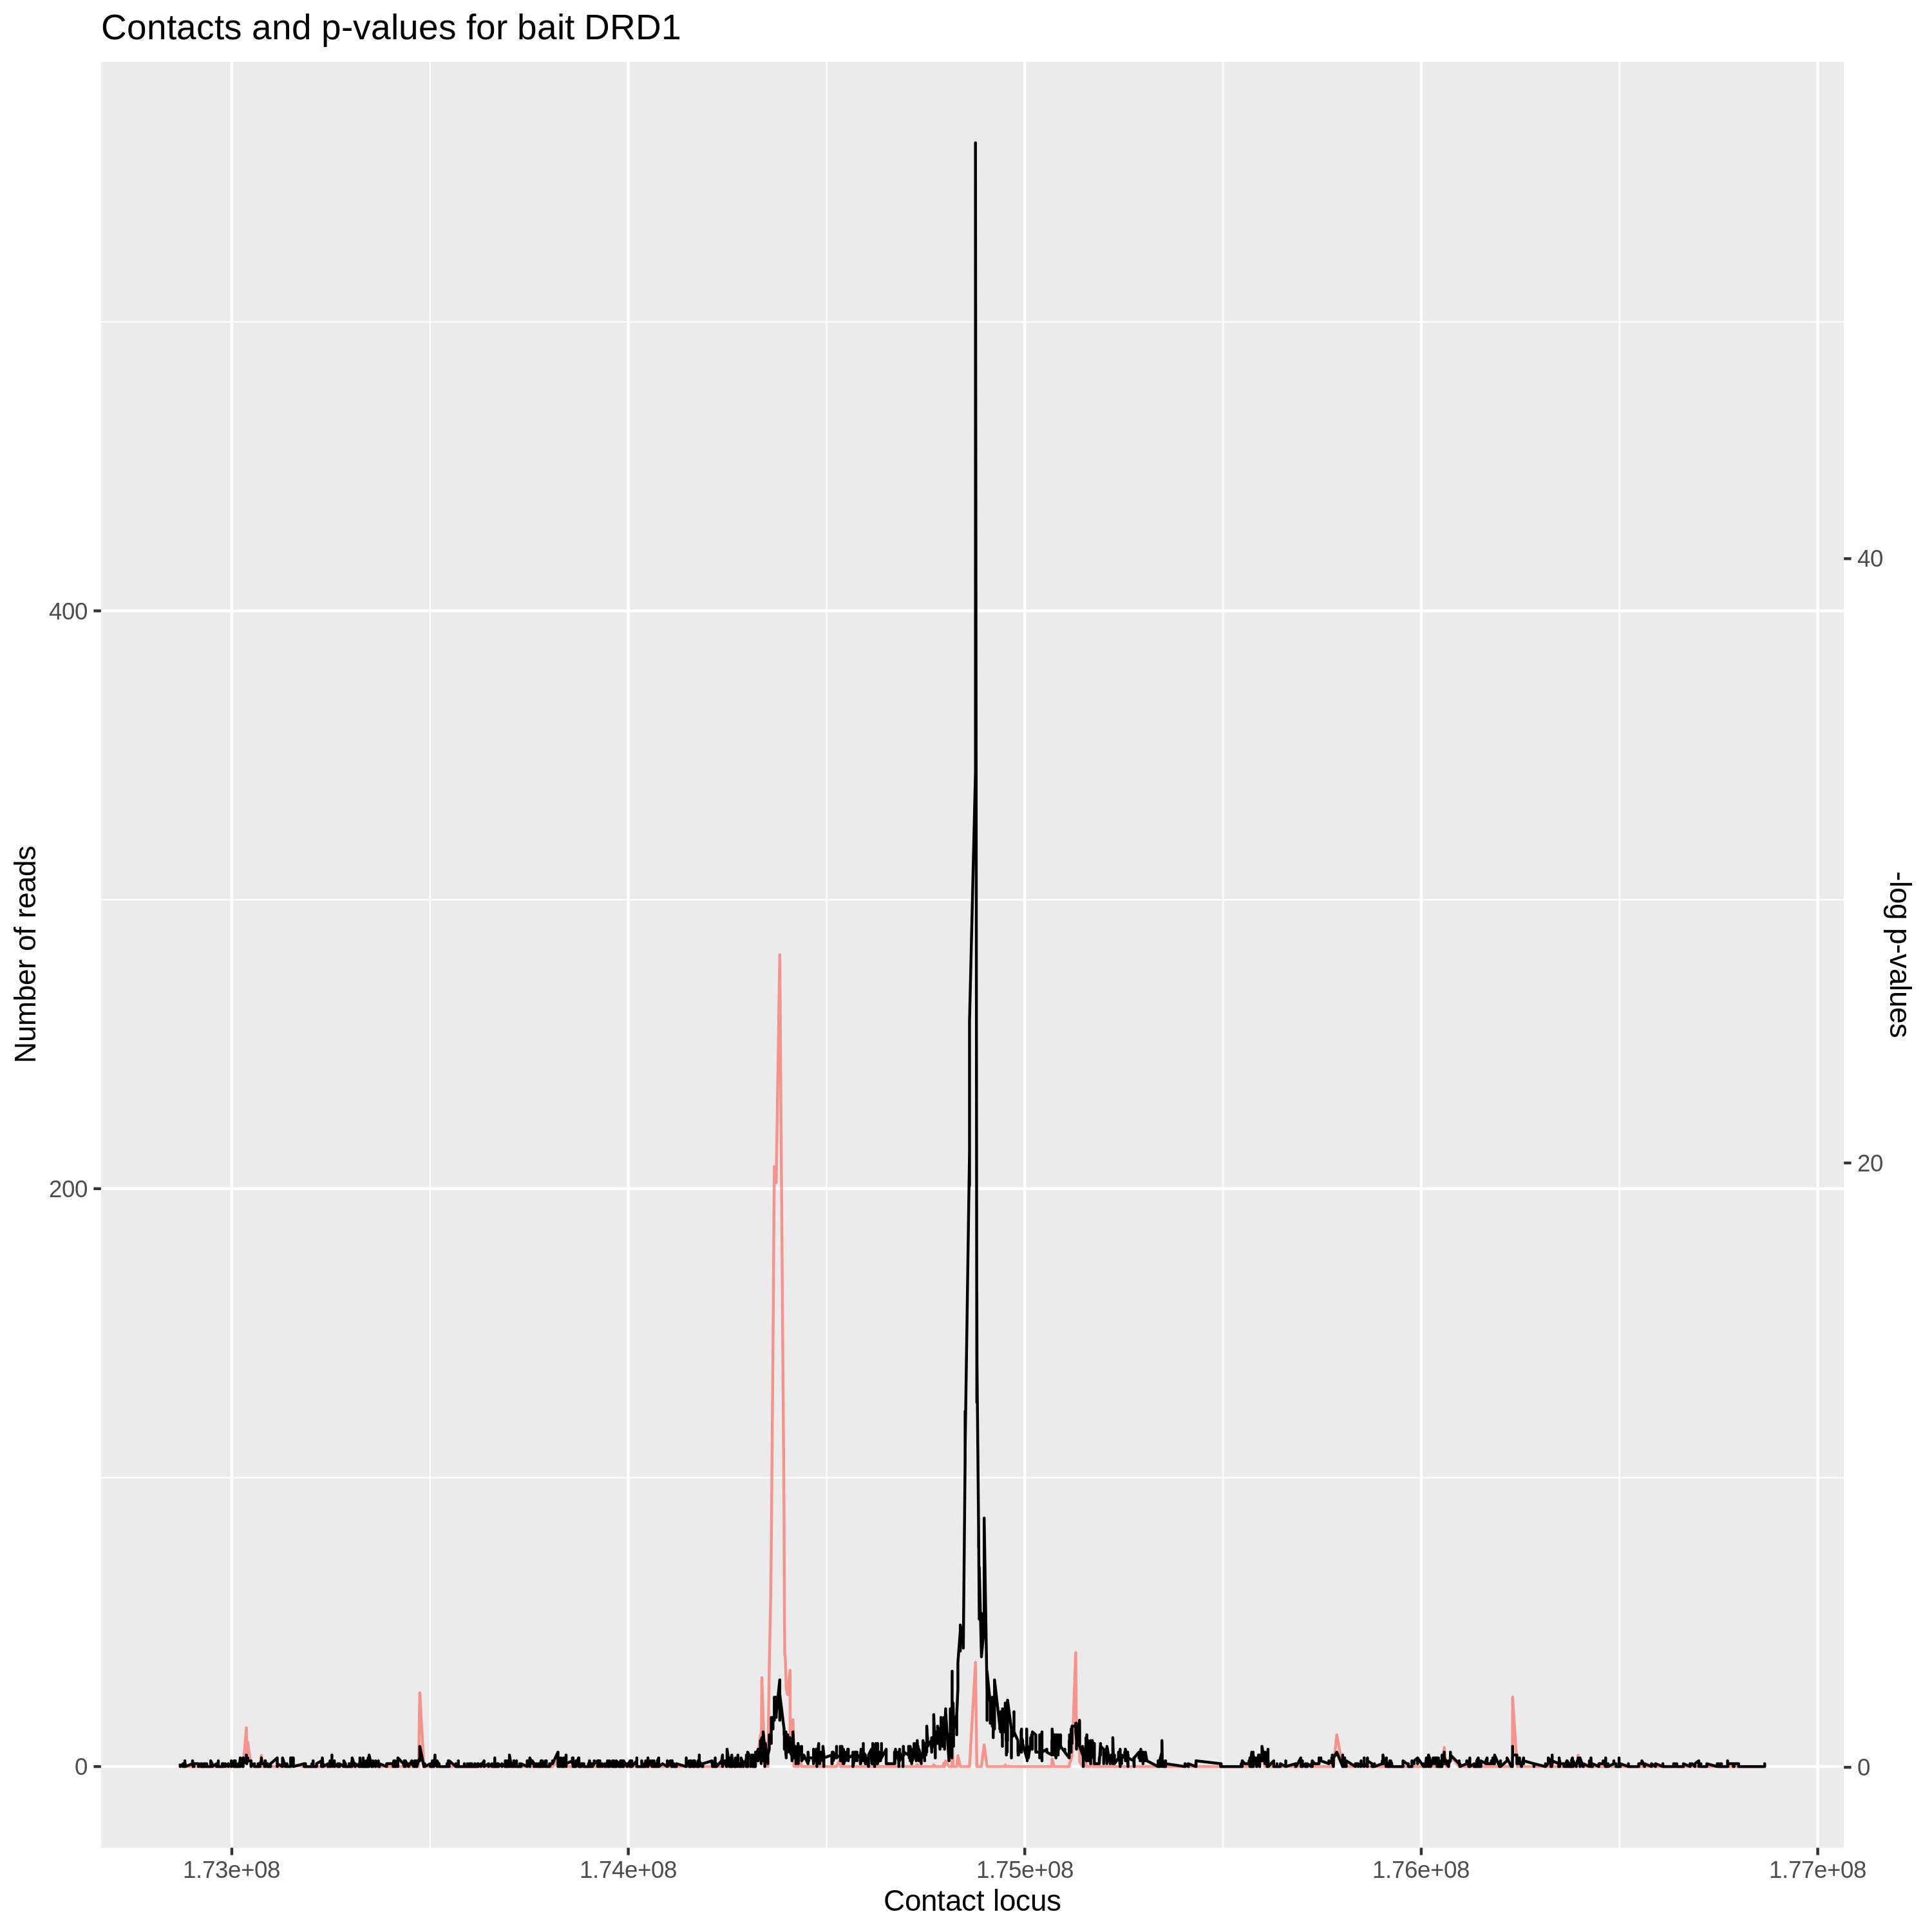 Contacts and p-values for bait DRD1
Number of reads
400
200
0
40
20
0
-log p-values
1.73e+08 1.74e+08 1.75e+08 1.76e+08 1.77e+08
Contact locus